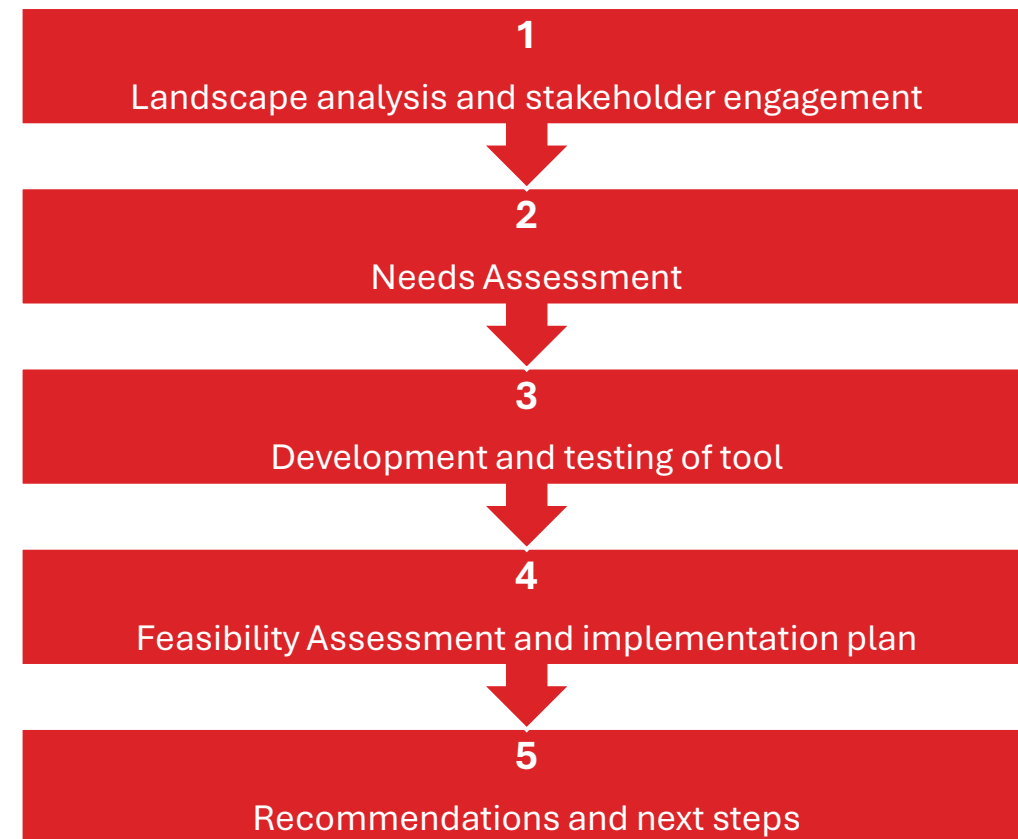 1
Landscape analysis and stakeholder engagement
2
Needs Assessment
3
Development and testing of tool
4
Feasibility Assessment and implementation plan
5
Recommendations and next steps